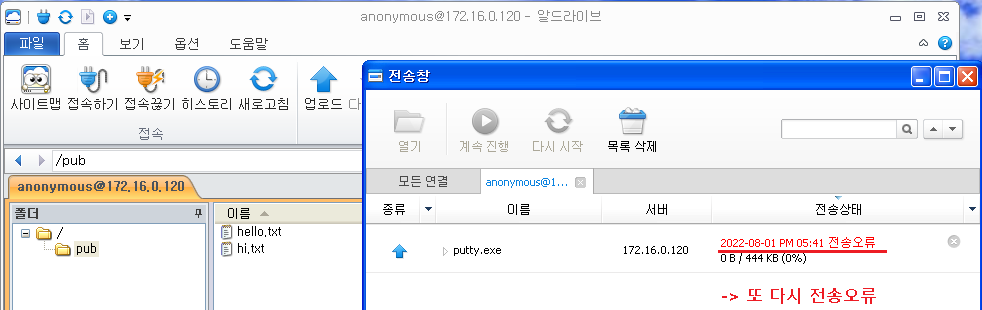 anonymous@172.16.0.120 - 알드라이브
파일 홈 보기 옵션 도움말
사이트맵 접속하기 접속끊기 히스토리 새로고침 업로드 다
접속
/pub
anonymous@172.16.0.120
폴더
/
pub
이름
hello.txt
hi.txt
전송창
열기 계속 진행 다시 시작 목록 삭제
모든 연결 anonymous@1...
종류 이름 서버 전송상태
putty.exe 172.16.0.120 2022-08-01 PM 05:41 전송오류
0 B / 444 KB (0%)
-> 또 다시 전송오류